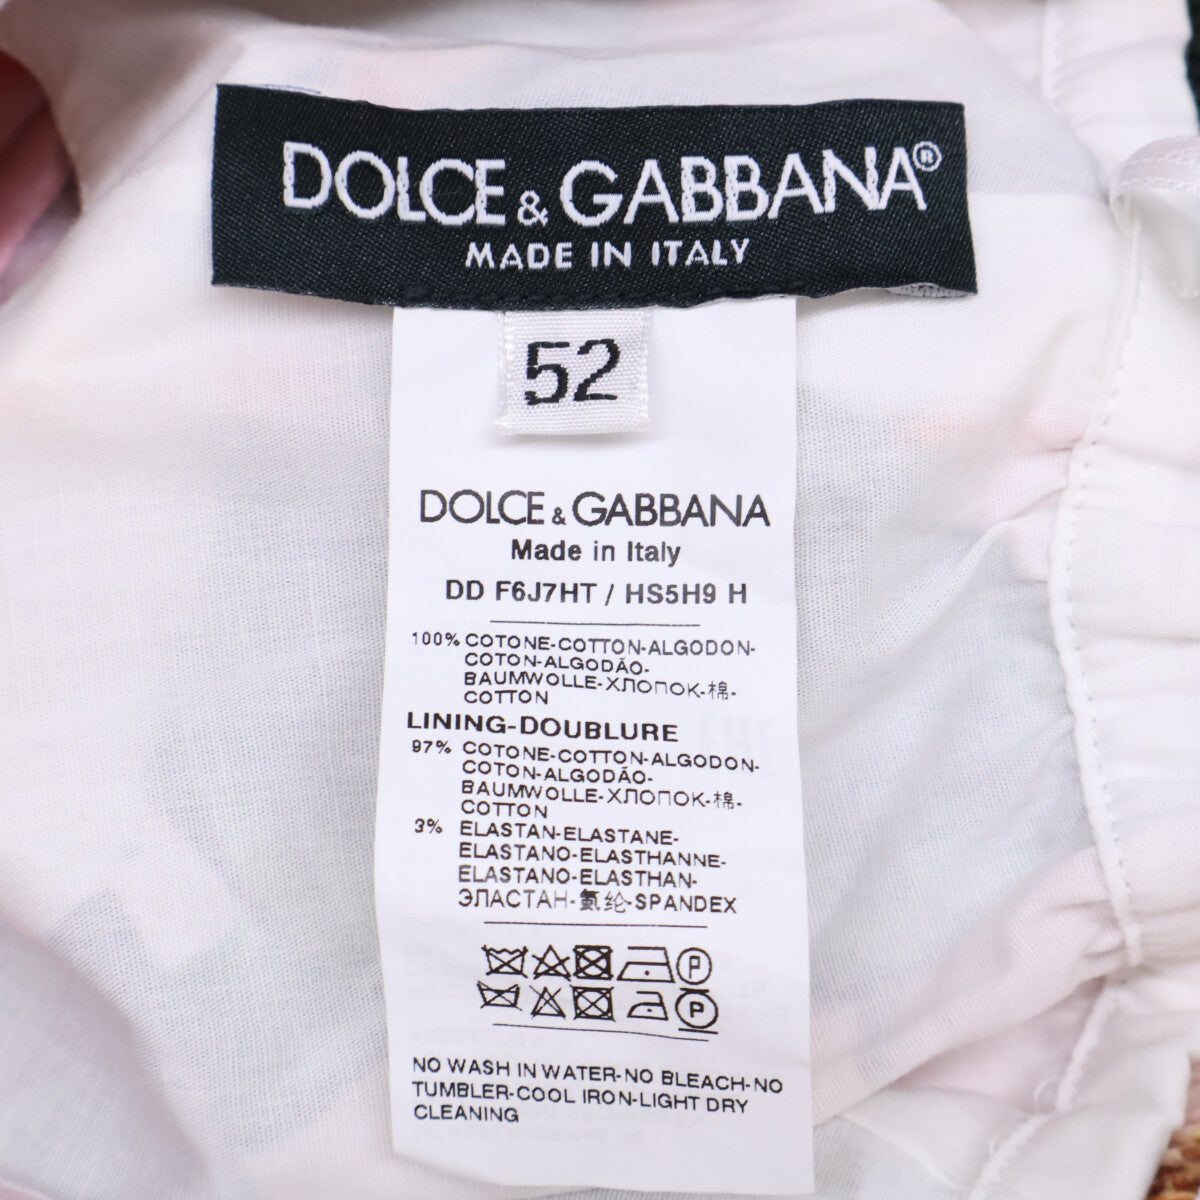 DOLCE & GABBANA®
MADE IN ITALY
52
DOLCE & GABBANA
Made in Italy
DD F6J7HT / HS5H9 H
100% COTONE-COTTON-ALGODON-
COTON-ALGODÃO-
BAUMWOLLE-ХЛОПОК-棉-
COTTON
LINING-DOUBLURE
97% COTONE-COTTON-ALGODON-
COTON-ALGODÃO-
BAUMWOLLE-ХЛОПОК-棉-
COTTON
3% ELASTAN-ELASTANE-
ELASTANO-ELASTHANNE-
ELASTANO-ELASTHAN-
ЭЛАСТАН-氨纶-SPANDEX
P
P
NO WASH IN WATER-NO BLEACH-NO
TUMBLER-COOL IRON-LIGHT DRY
CLEANING